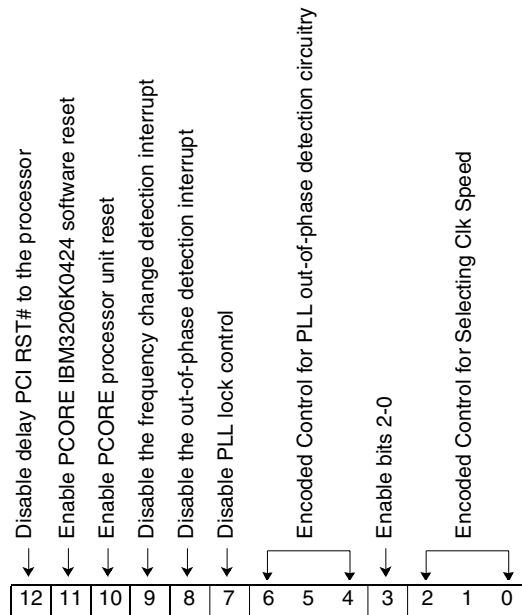 Disable delay PCI RST# to the processor
Enable PCORE IBM3206K0424 software reset
Enable PCORE processor unit reset
Disable the frequency change detection interrupt
Disable the out-of-phase detection interrupt
Disable PLL lock control
Encoded Control for PLL out-of-phase detection circuitry
Enable bits 2-0
Encoded Control for Selecting Clk Speed
12 11 10 9 8 7 6 5 4 3 2 1 0